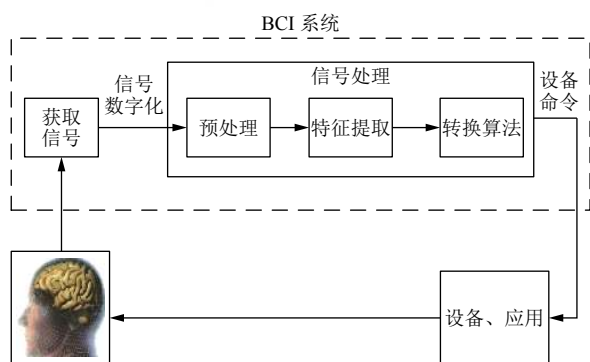 BCI 系统
信号
数字化
信号处理
设备
命令
获取
信号
预处理
特征提取
转换算法
设备、应用